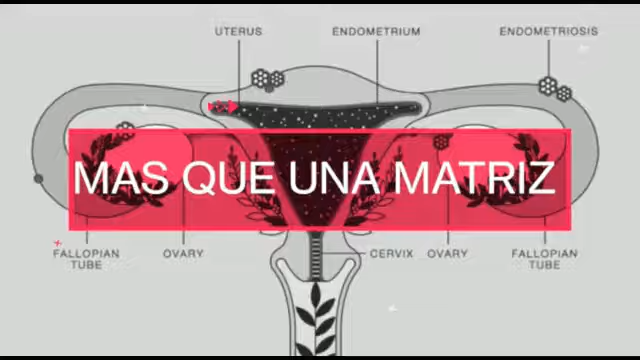 UTERUS
ENDOMETRIUM
ENDOMETRIOSIS
MAS QUE UNA MATRIZ
FALLOPIAN
TUBE
OVARY
CERVIX
OVARY
FALLOPIAN
TUBE